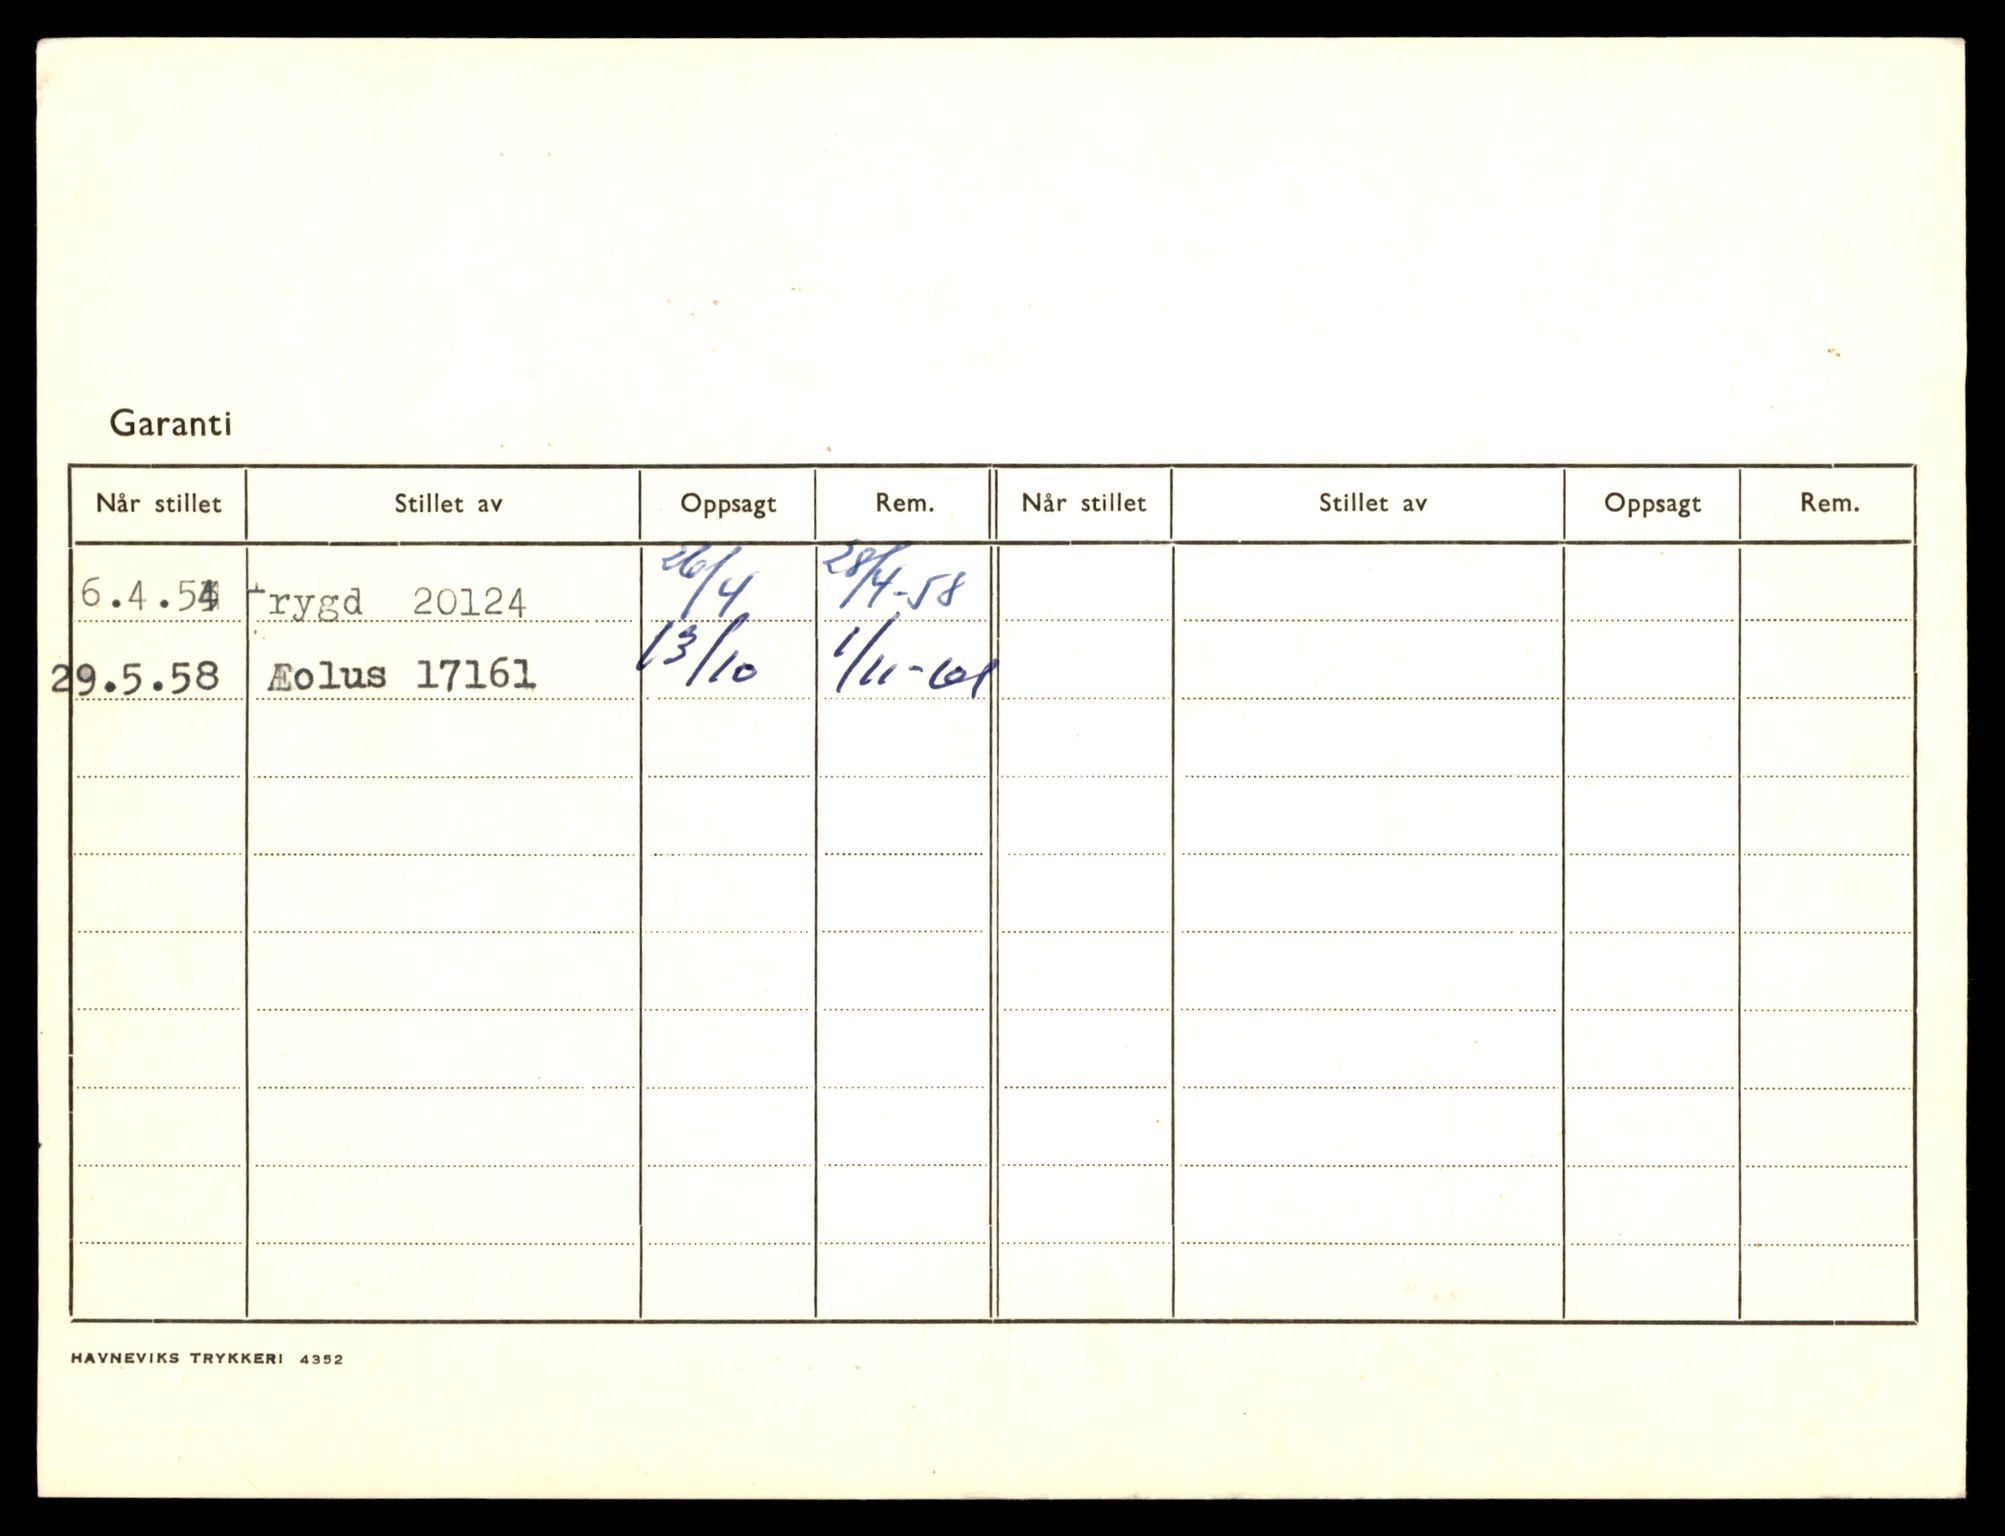 Garanti
Når stillet Stillet av Oppsagt Rem. Når stillet Stillet av Oppsagt Rem.
6.4.54 trygd 20124 26/4 28/4-58
29.5.58 Æolus 17161 13/10 1/11-61
HAVNEVIKS TRYKKERI 4352